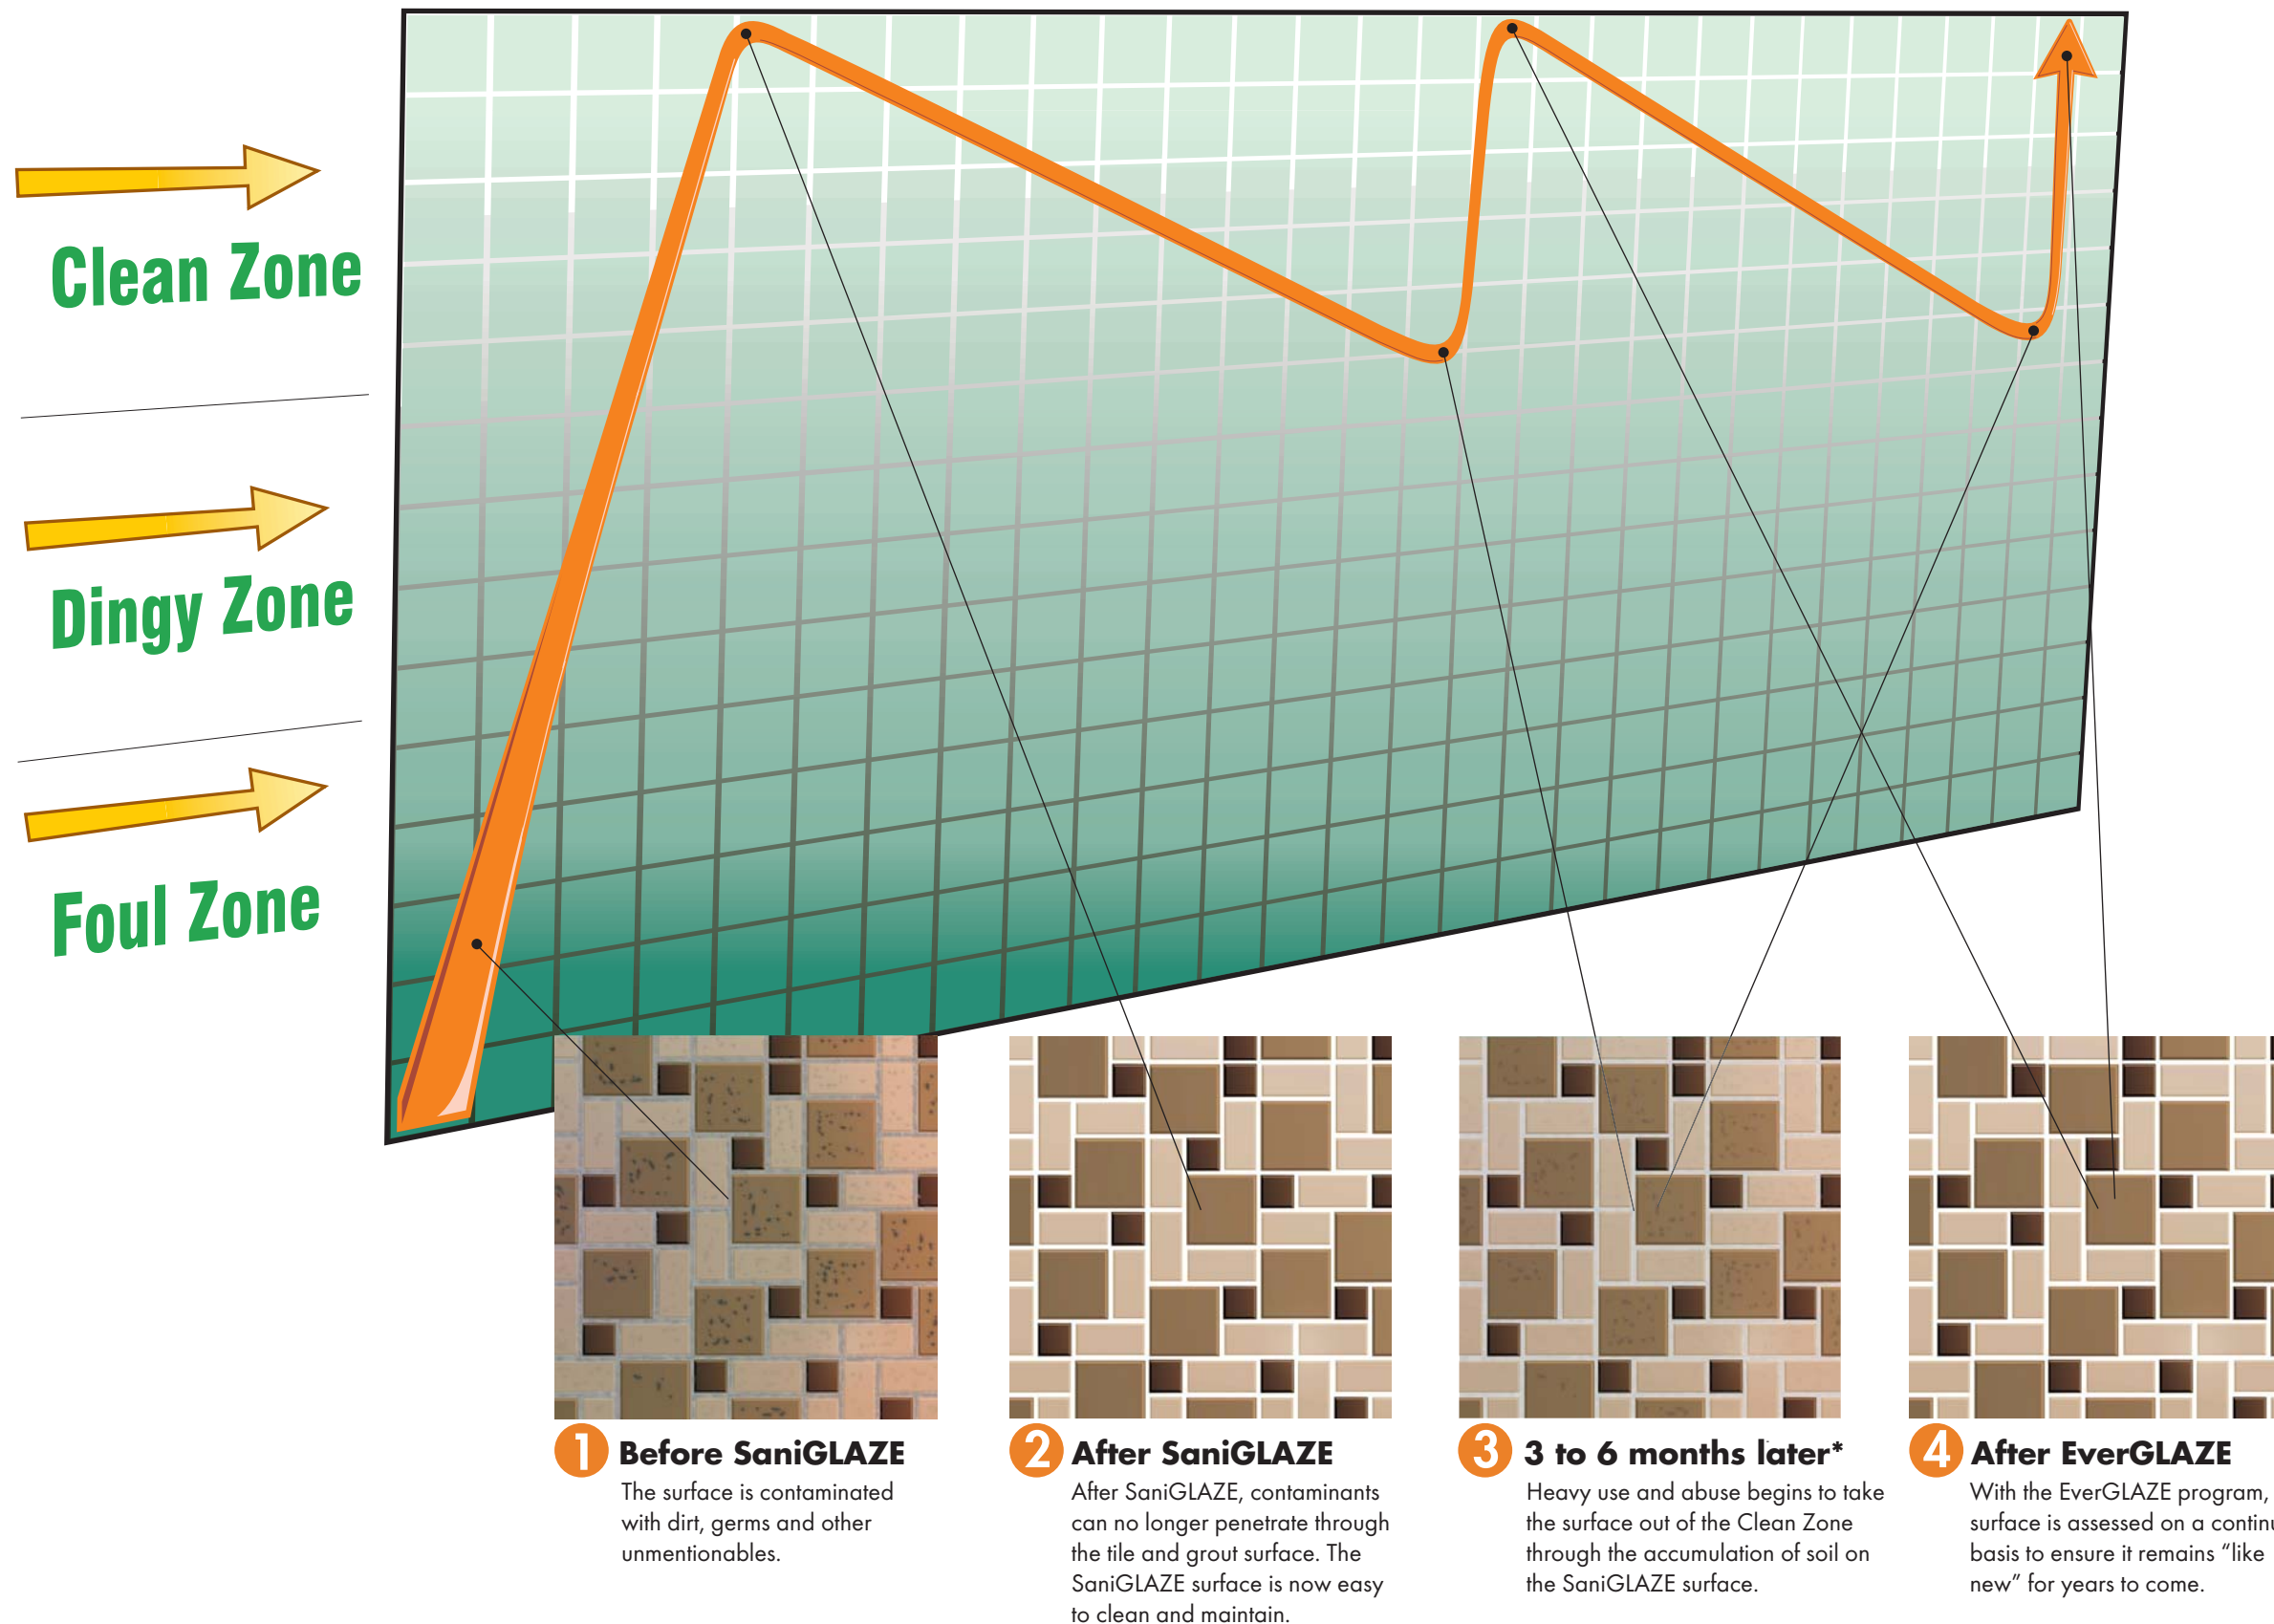 Clean Zone
Dingy Zone
Foul Zone
1 Before SaniGLAZE
The surface is contaminated
with dirt, germs and other
unmentionables.
2 After SaniGLAZE
After SaniGLAZE, contaminants
can no longer penetrate through
the tile and grout surface. The
SaniGLAZE surface is now easy
to clean and maintain.
3 3 to 6 months later*
Heavy use and abuse begins to take
the surface out of the Clean Zone
through the accumulation of soil on
the SaniGLAZE surface.
4 After EverGLAZE
With the EverGLAZE program,
surface is assessed on a
basis to ensure it remains “like
new” for years to come.